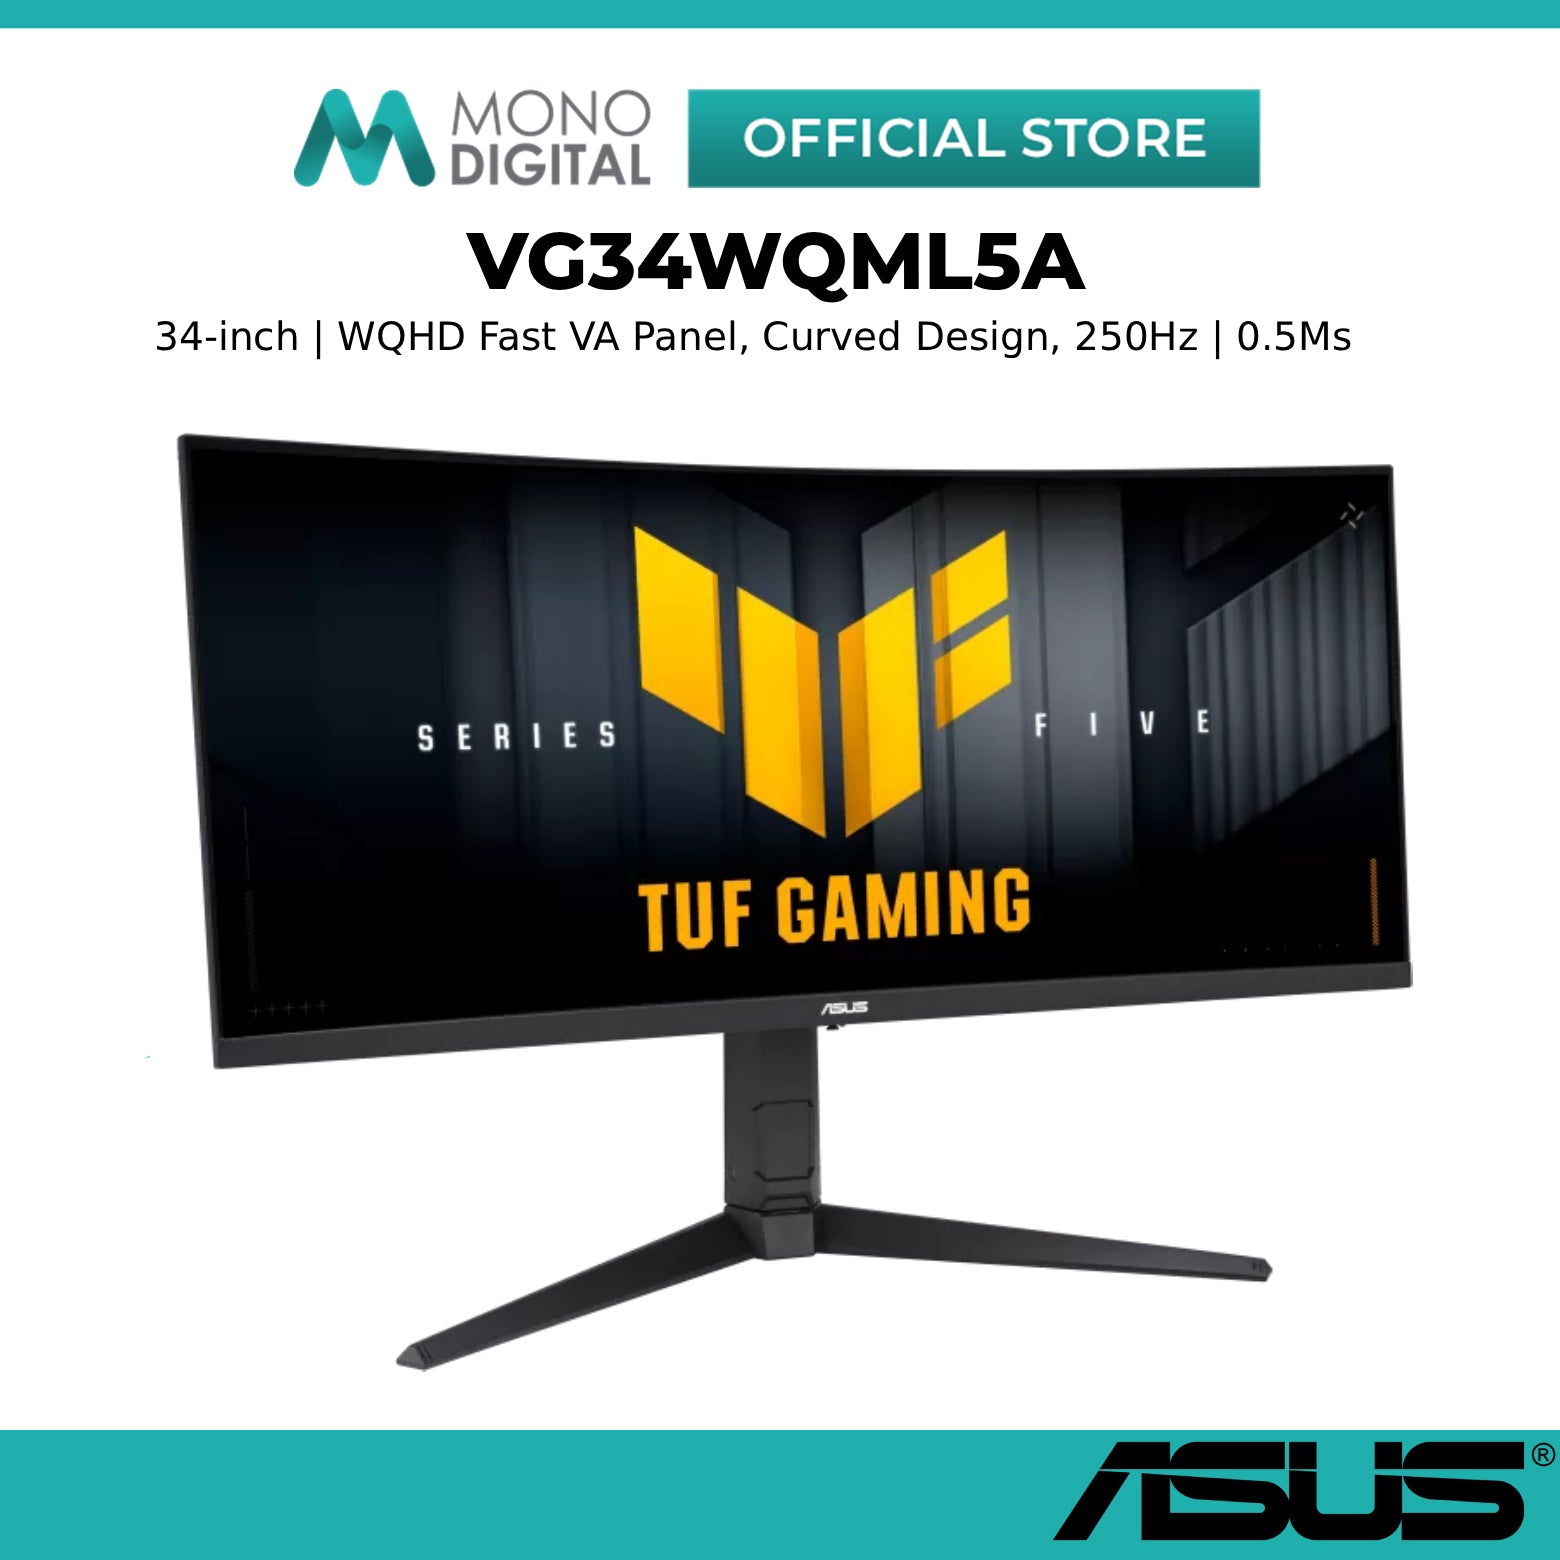 MONO
DIGITAL
OFFICIAL STORE
VG34WQML5A
34-inch | WQHD Fast VA Panel, Curved Design, 250Hz | 0.5Ms
SERIES
FIVE
TUF GAMING
ASUS
ASUS®